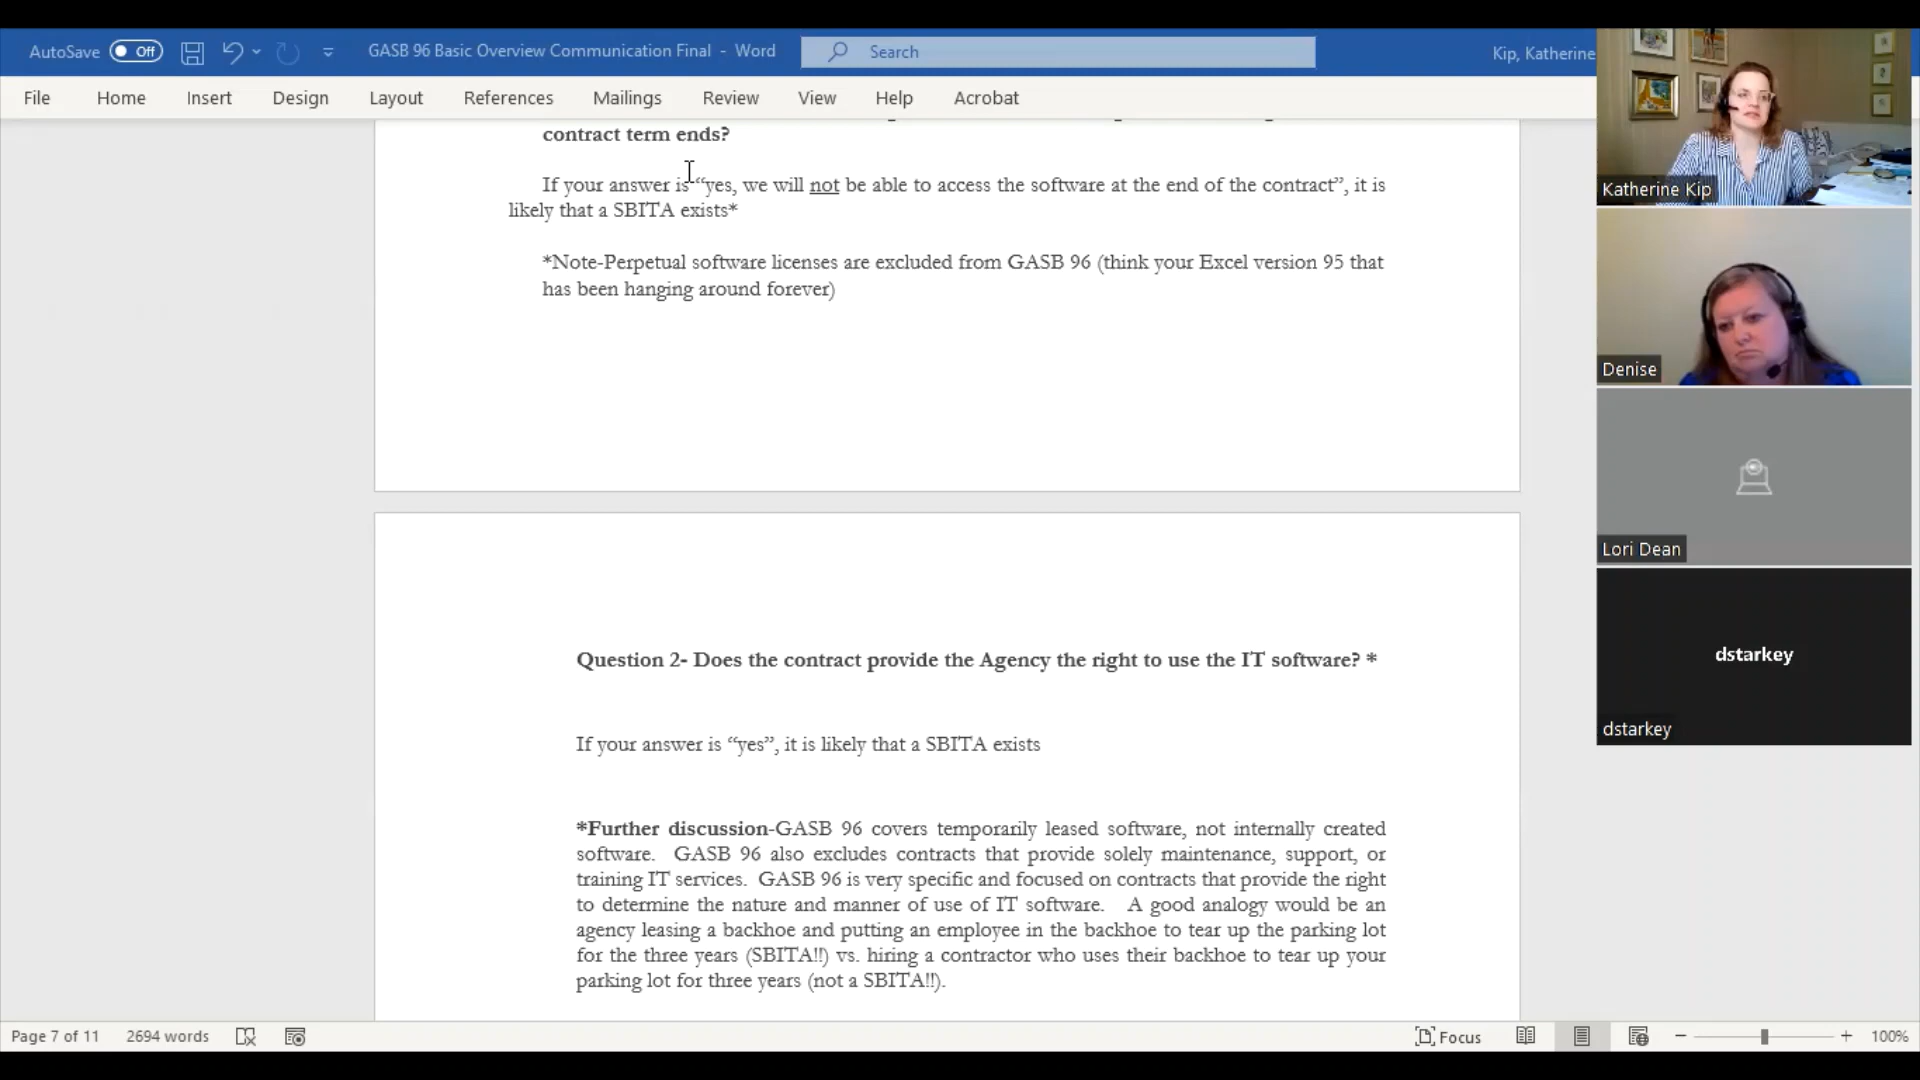 AutoSave Off GASB 96 Basic Overview Communication Final - Word Search Kip, Katherine
File Home Insert Design Layout References Mailings Review View Help Acrobat
contract term ends?
If your answer is “yes, we will not be able to access the software at the end of the contract”, it is
likely that a SBITA exists*
*Note-Perpetual software licenses are excluded from GASB 96 (think your Excel version 95 that
has been hanging around forever)
Question 2- Does the contract provide the Agency the right to use the IT software? *
If your answer is “yes”, it is likely that a SBITA exists
*Further discussion-GASB 96 covers temporarily leased software, not internally created
software. GASB 96 also excludes contracts that provide solely maintenance, support, or
training IT services. GASB 96 is very specific and focused on contracts that provide the right
to determine the nature and manner of use of IT software. A good analogy would be an
agency leasing a backhoe and putting an employee in the backhoe to tear up the parking lot
for the three years (SBITA!!) vs. hiring a contractor who uses their backhoe to tear up your
parking lot for three years (not a SBITA!!).
Katherine Kip
Denise
Lori Dean
dstarkey
dstarkey
Page 7 of 11 2694 words Focus 100%